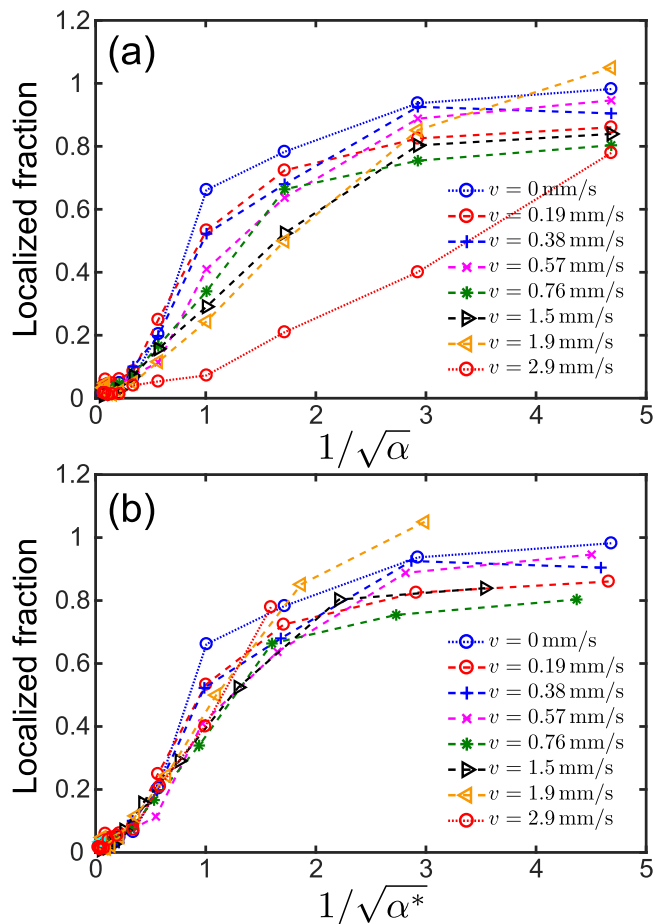 (a)
Localized fraction
1.2
1
0.8
0.6
0.4
0.2
0
0 1 2 3 4 5
1/√α
v = 0 mm/s
v = 0.19 mm/s
v = 0.38 mm/s
v = 0.57 mm/s
v = 0.76 mm/s
v = 1.5 mm/s
v = 1.9 mm/s
v = 2.9 mm/s
(b)
Localized fraction
1.2
1
0.8
0.6
0.4
0.2
0
0 1 2 3 4 5
1/√α*
v = 0 mm/s
v = 0.19 mm/s
v = 0.38 mm/s
v = 0.57 mm/s
v = 0.76 mm/s
v = 1.5 mm/s
v = 1.9 mm/s
v = 2.9 mm/s